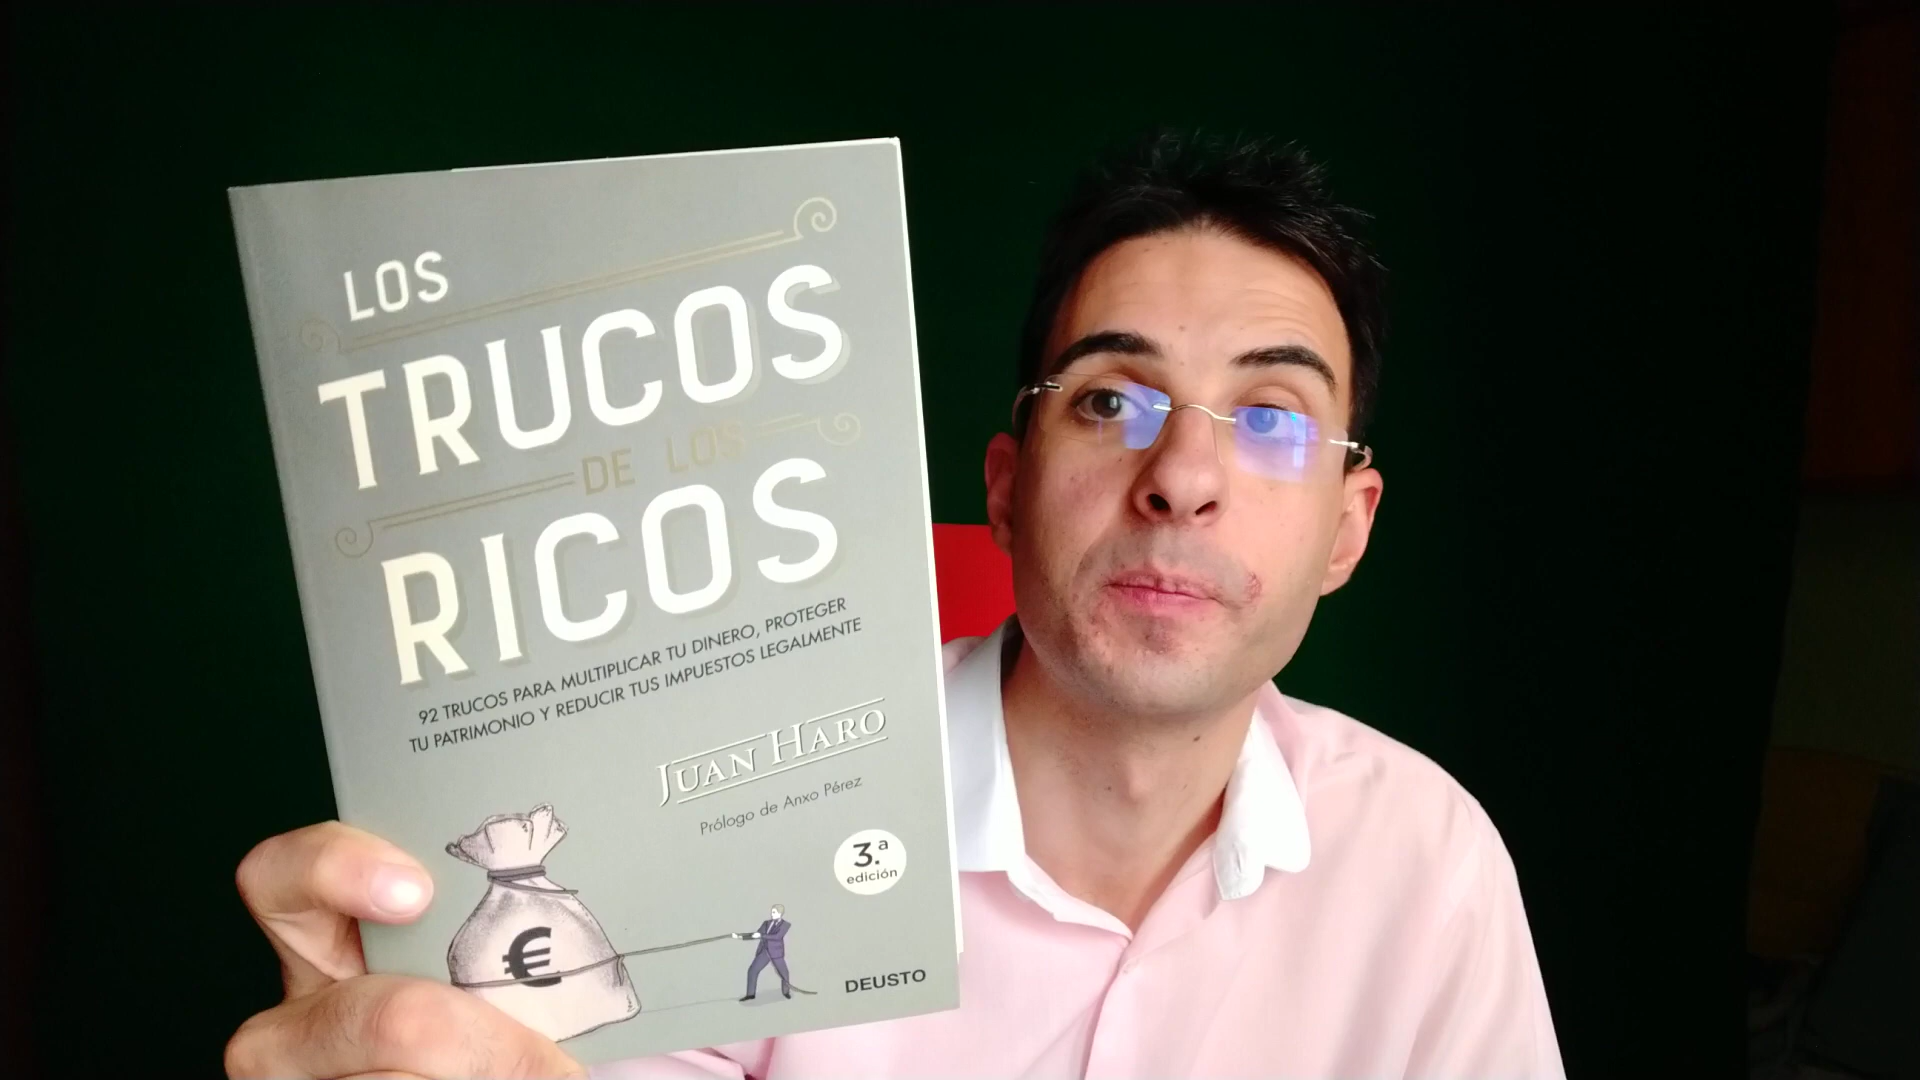 LOS
TRUCOS
DE LOS
RICOS
92 TRUCOS PARA MULTIPLICAR TU DINERO, PROTEGER
TU PATRIMONIO Y REDUCIR TUS IMPUESTOS LEGALMENTE
JUAN HARO
Prólogo de Anxo Pérez
3.ª
edición
€
DEUSTO